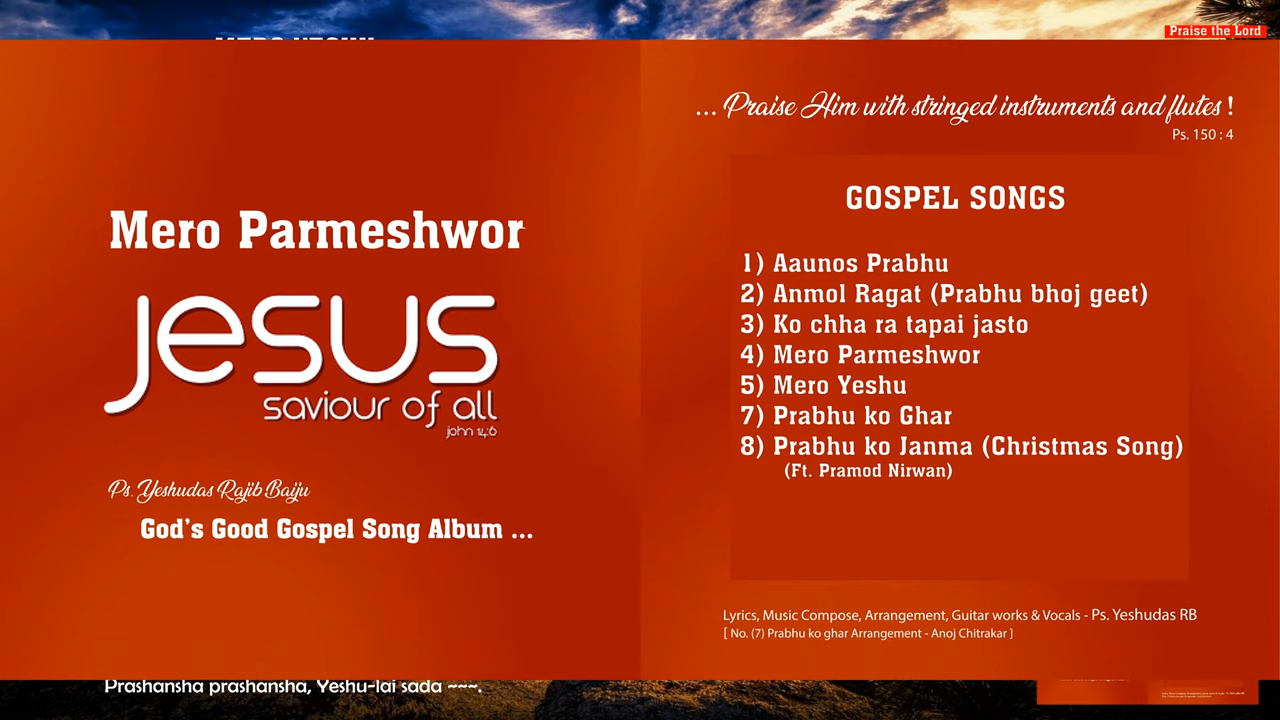 Praise the Lord
Mero Parmeshwor
Jesus
saviour of all
john 14:6
Ps. Yeshudas Rajib Baiju
God's Good Gospel Song Album ...
... Praise Him with stringed instruments and flutes !
Ps. 150 : 4
GOSPEL SONGS
1) Aaunos Prabhu
2) Anmol Ragat (Prabhu bhoj geet)
3) Ko chha ra tapai jasto
4) Mero Parmeshwor
5) Mero Yeshu
7) Prabhu ko Ghar
8) Prabhu ko Janma (Christmas Song)
(Ft. Pramod Nirwan)
Lyrics, Music Compose, Arrangement, Guitar works & Vocals - Ps. Yeshudas RB
[ No. (7) Prabhu ko ghar Arrangement - Anoj Chitrakar ]
Prashansha prashansha, Yeshu-lai sada ~~~.